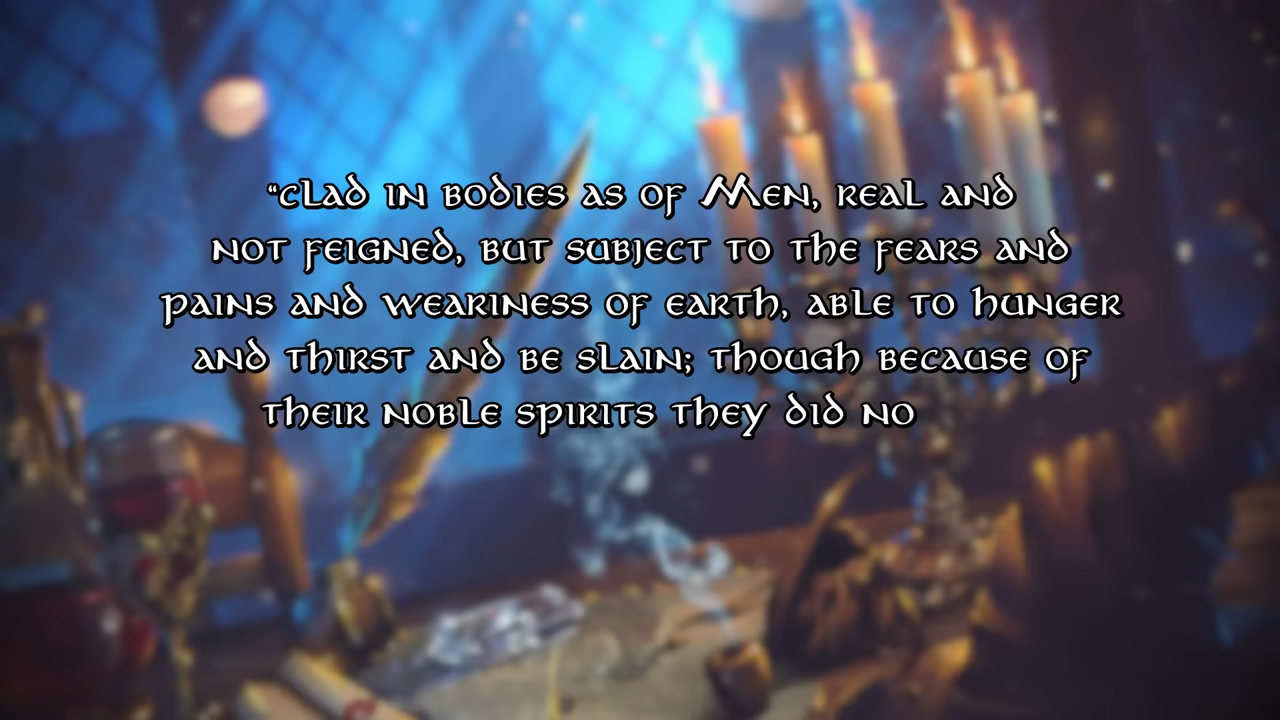 “clad in bodies as of Men, real and
not feigned, but subject to the fears and
pains and weariness of earth, able to hunger
and thirst and be slain; though because of
their noble spirits they did no